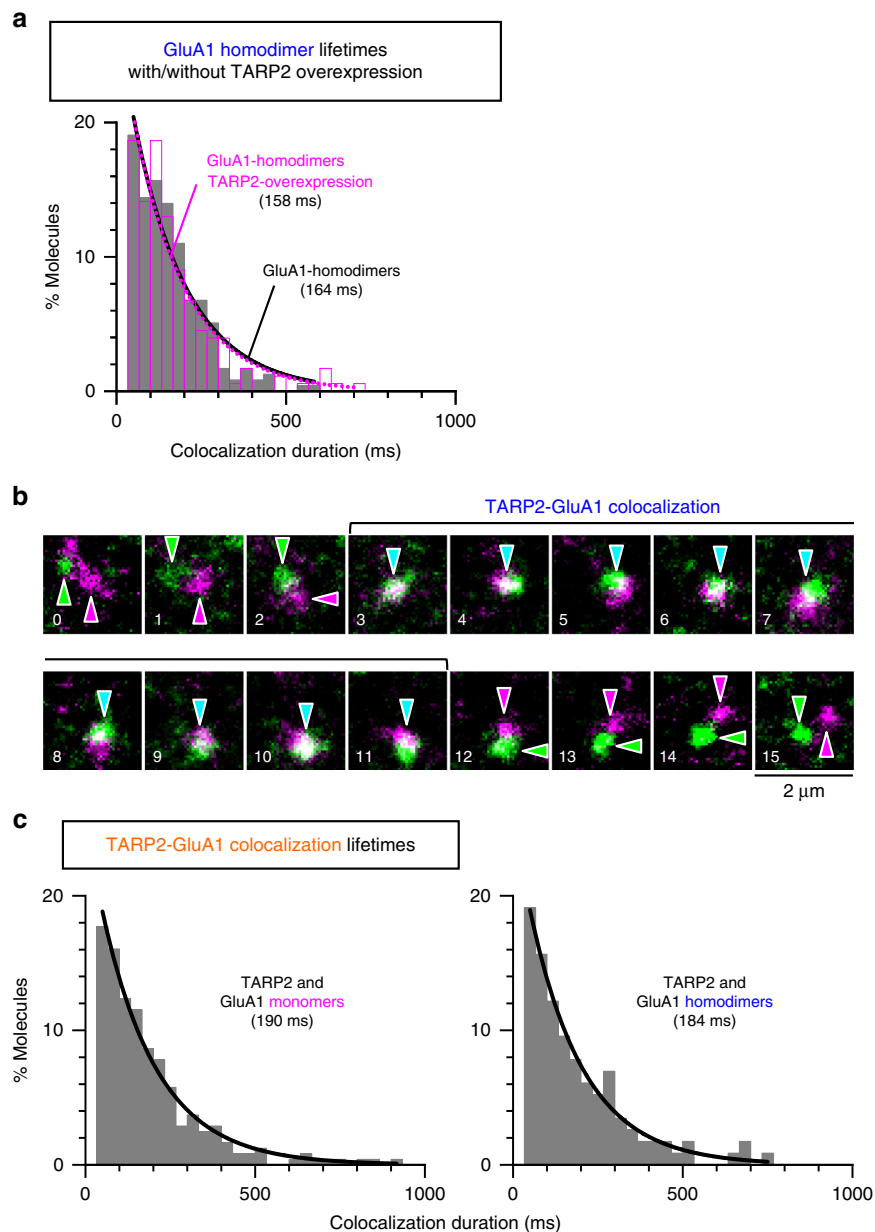 a
GluA1 homodimer lifetimes
with/without TARP2 overexpression
20
10
0
% Molecules
GluA1-homodimers
TARP2-overexpression
(158 ms)
GluA1-homodimers
(164 ms)
0
500
1000
Colocalization duration (ms)
b
TARP2-GluA1 colocalization
0
1
2
3
4
5
6
7
8
9
10
11
12
13
14
15
2 μm
c
TARP2-GluA1 colocalization lifetimes
20
10
0
% Molecules
TARP2 and
GluA1 monomers
(190 ms)
0
500
1000
20
10
0
TARP2 and
GluA1 homodimers
(184 ms)
0
500
1000
Colocalization duration (ms)